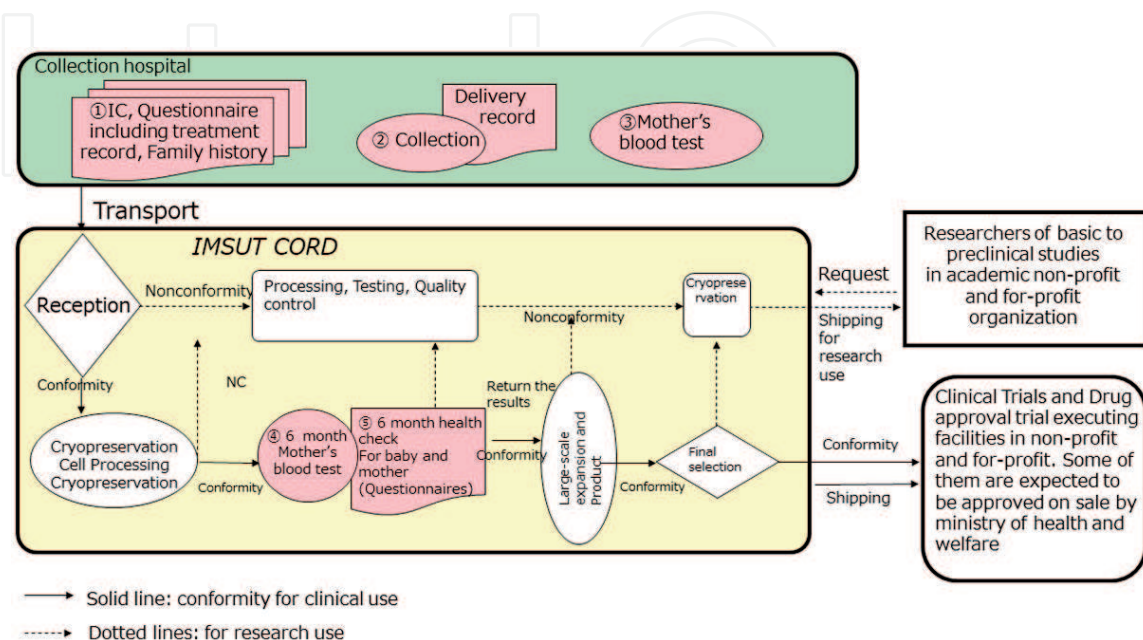 Collection hospital
①IC, Questionnaire
including treatment
record, Family history
Delivery
record
② Collection
③Mother's
blood test
Transport
IMSUT CORD
Reception
Nonconformity
Processing, Testing, Quality
control
Nonconformity
Cryoprese
rvation
Request
Shipping
for
research
use
Researchers of basic to
preclinical studies
in academic non-profit
and for-profit
organization
Conformity
NC
Cryopreservation
Cell Processing
Cryopreservation
Conformity
④ 6 month
Mother's
blood test
⑤ 6 month health
check
For baby and
mother
(Questionnaires)
Return the
results
Conformity
Large-scale
expansion and
Product
Conformity
Final
selection
Conformity
Shipping
Clinical Trials and Drug
approval trial executing
facilities in non-profit
and for-profit. Some of
them are expected to
be approved on sale by
ministry of health and
welfare
Solid line: conformity for clinical use
Dotted lines: for research use